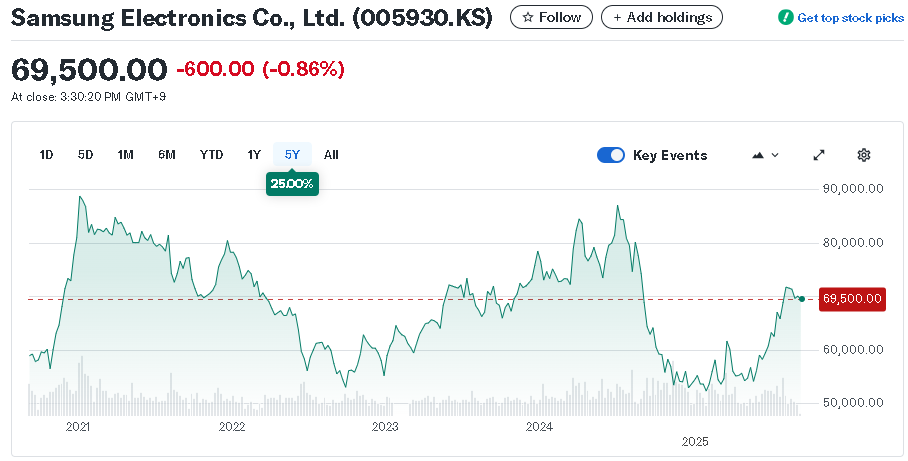 Samsung Electronics Co., Ltd. (005930.KS)
Follow
+ Add holdings
Get top stock picks
69,500.00 -600.00 (-0.86%)
At close: 3:30:20 PM GMT+9
1D 5D 1M 6M YTD 1Y 5Y All
Key Events
25.00%
90,000.00
80,000.00
69,500.00
60,000.00
50,000.00
2021 2022 2023 2024 2025